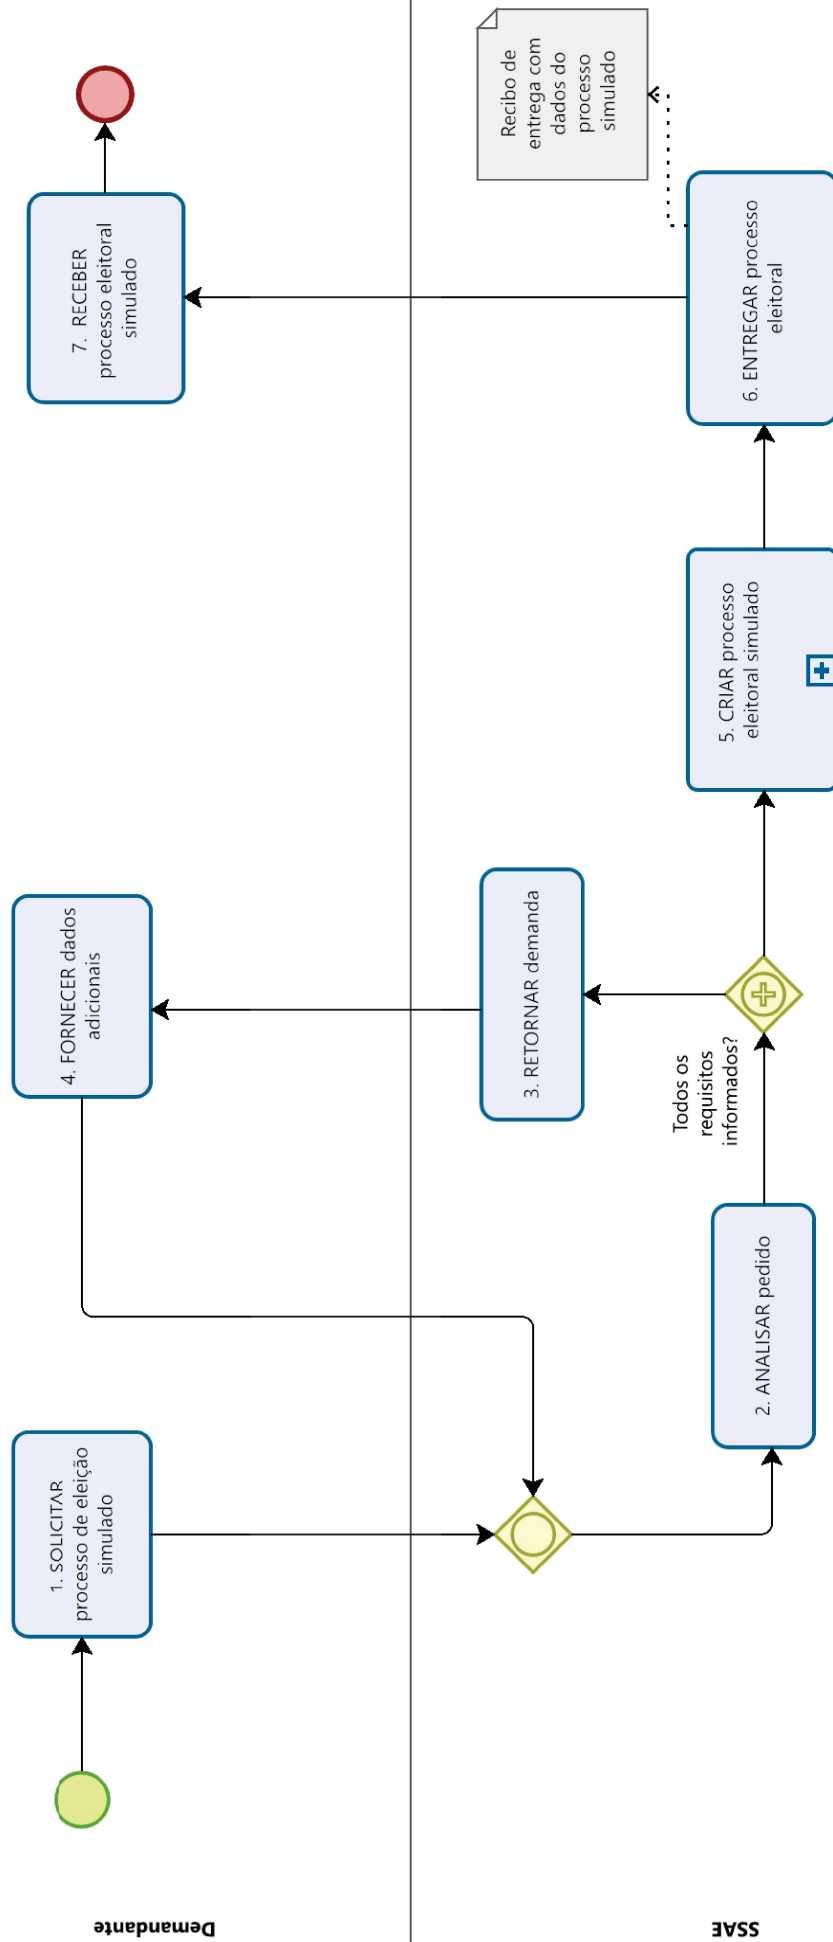 Demandante
1. SOLICITAR
processo de eleição
simulado
4. FORNECER dados
adicionais
7. RECEBER
processo eleitoral
simulado
SSAE
2. ANALISAR pedido
Todos os
requisitos
informados?
3. RETORNAR demanda
5. CRIAR processo
eleitoral simulado
6. ENTREGAR processo
eleitoral
Recibo de
entrega com
dados do
processo
simulado